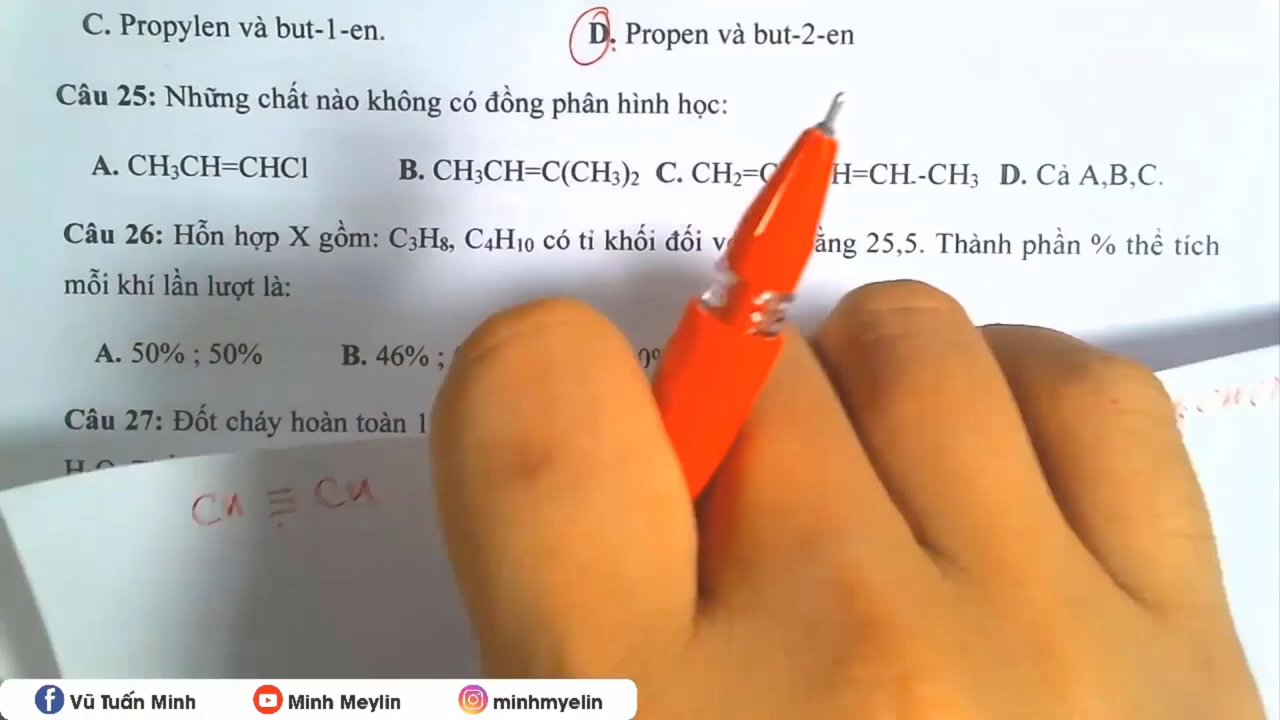 C. Propylen và but-1-en. D. Propen và but-2-en
Câu 25: Những chất nào không có đồng phân hình học:
A. CH₃CH=CHCl B. CH₃CH=C(CH₃)₂ C. CH₂=C H=CH.-CH₃ D. Cả A,B,C.
Câu 26: Hỗn hợp X gồm: C₃H₈, C₄H₁₀ có tỉ khối đối v ằng 25,5. Thành phần % thể tích
mỗi khí lần lượt là:
A. 50% ; 50% B. 46% ;
Câu 27: Đốt cháy hoàn toàn 1
CH ≡ CH
Vũ Tuấn Minh Minh Meylin minhmyelin